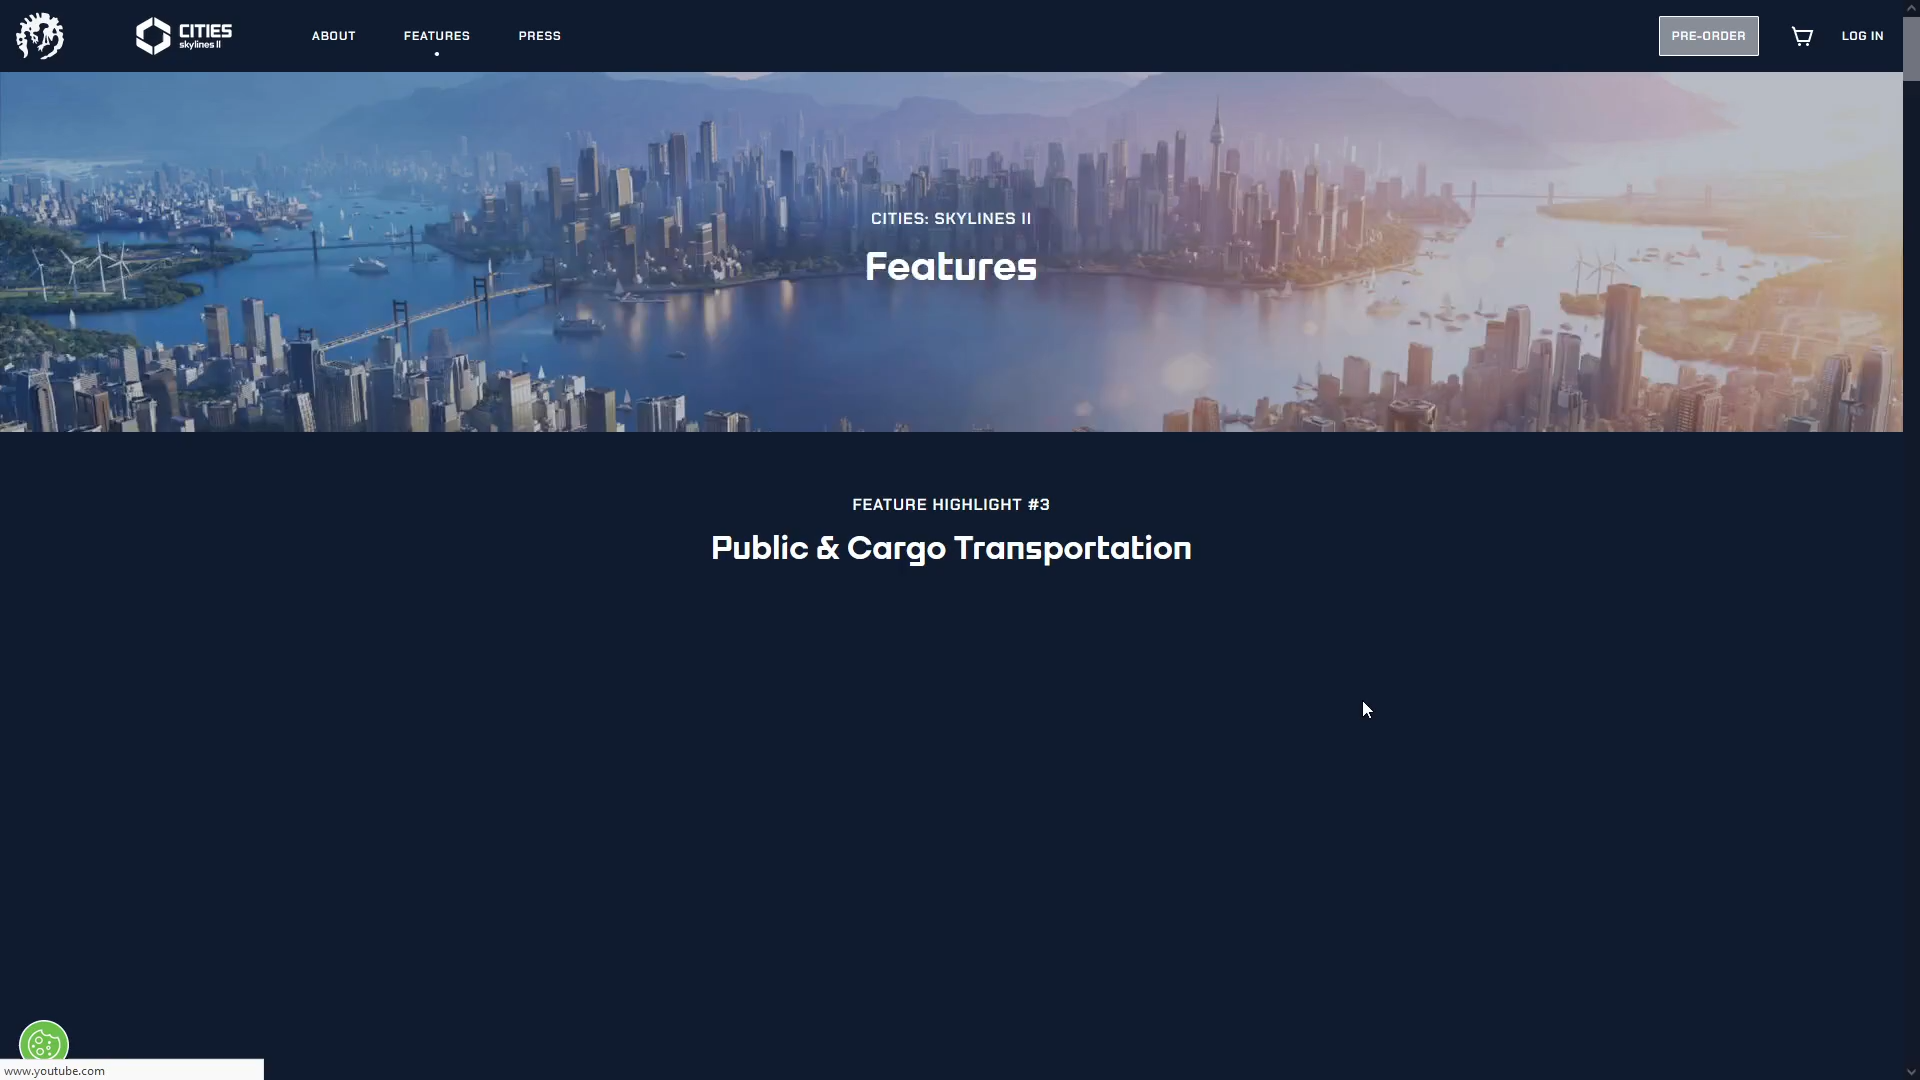 CITIES
skylines II
ABOUT
FEATURES
PRESS
PRE-ORDER
LOG IN
CITIES: SKYLINES II
Features
FEATURE HIGHLIGHT #3
Public & Cargo Transportation
www.youtube.com